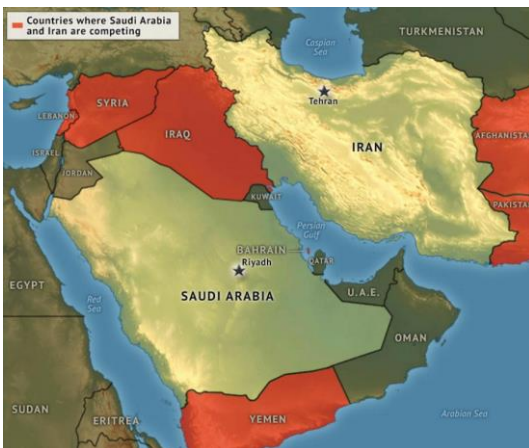 Countries where Saudi Arabia
and Iran are competing
Caspian
Sea
TURKMENISTAN
SYRIA
Tehran
LEBANON
IRAQ
IRAN
AFGHANISTAN
ISRAEL
JORDAN
KUWAIT
PAKISTAN
Persian
Gulf
BAHRAIN
QATAR
Riyadh
EGYPT
SAUDI ARABIA
U.A.E.
Red
Sea
OMAN
SUDAN
ERITREA
YEMEN
Arabian Sea